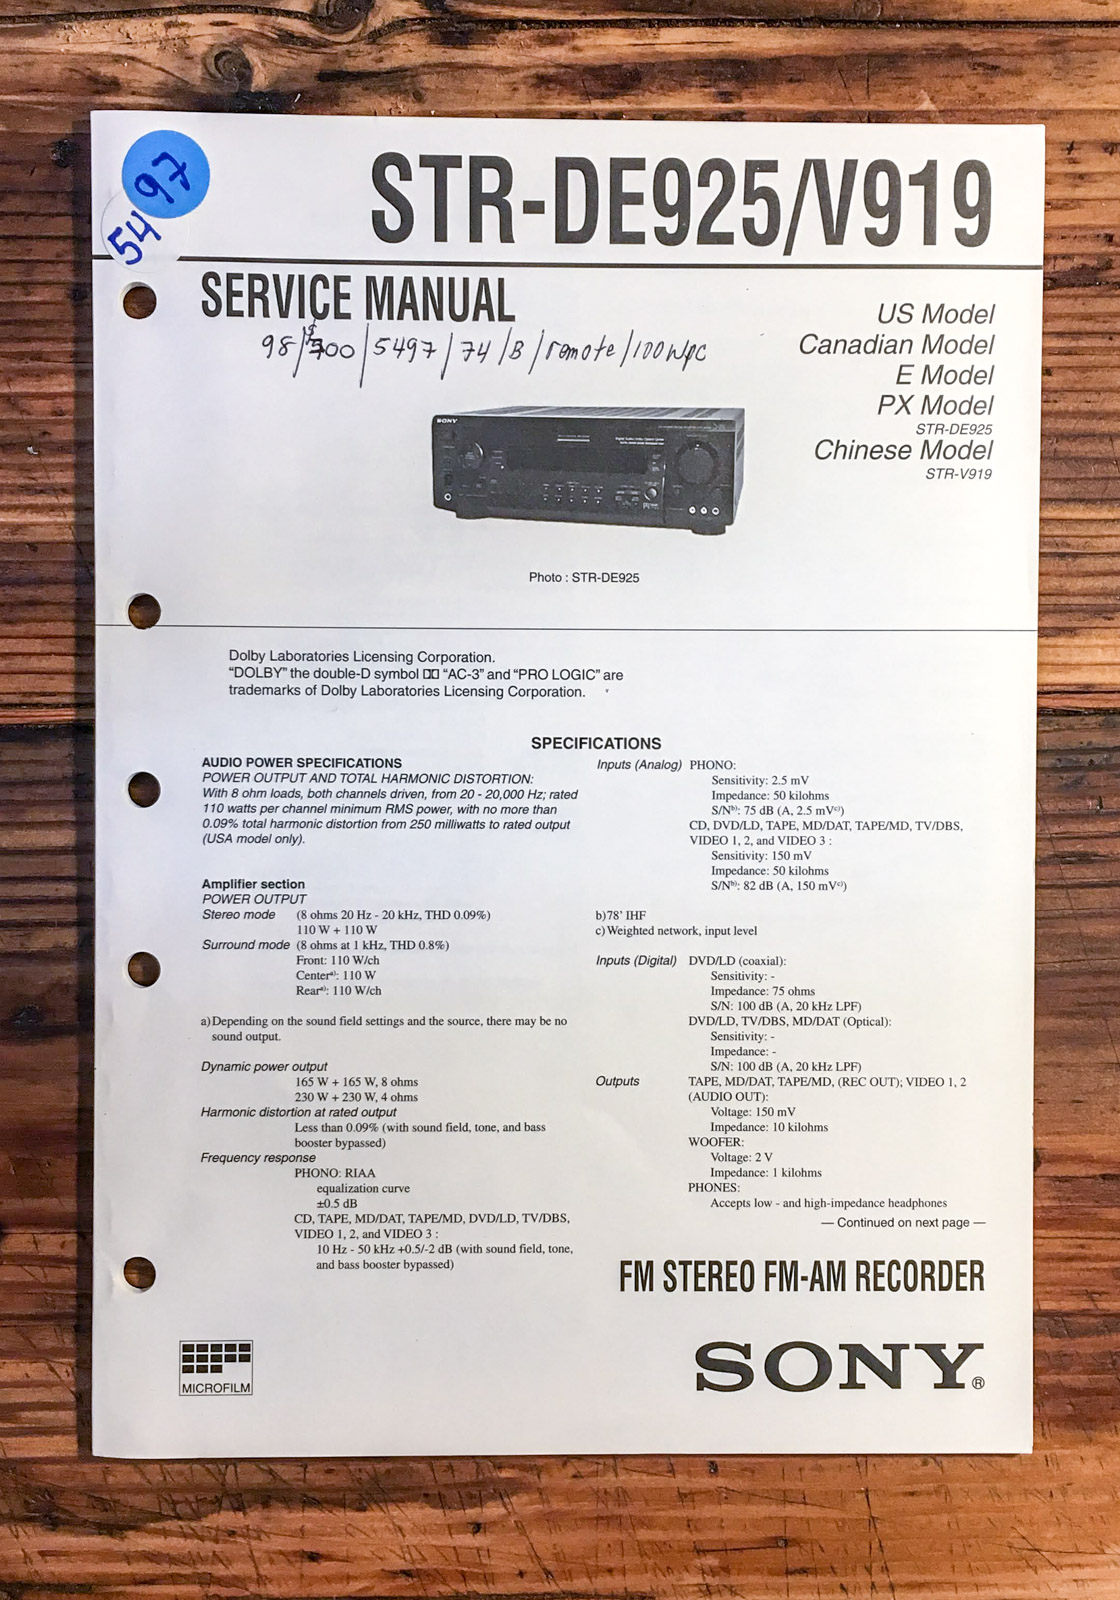 97
54
STR-DE925/V919
SERVICE MANUAL
98/$700/5497/74/B/remote/100wpc
US Model
Canadian Model
E Model
PX Model
STR-DE925
Chinese Model
STR-V919
SONY
Photo : STR-DE925
Dolby Laboratories Licensing Corporation.
“DOLBY” the double-D symbol “AC-3” and “PRO LOGIC” are
trademarks of Dolby Laboratories Licensing Corporation.
SPECIFICATIONS
AUDIO POWER SPECIFICATIONS
POWER OUTPUT AND TOTAL HARMONIC DISTORTION:
With 8 ohm loads, both channels driven, from 20 - 20,000 Hz; rated
110 watts per channel minimum RMS power, with no more than
0.09% total harmonic distortion from 250 milliwatts to rated output
(USA model only).
Amplifier section
POWER OUTPUT
Stereo mode (8 ohms 20 Hz - 20 kHz, THD 0.09%)
110 W + 110 W
Surround mode (8 ohms at 1 kHz, THD 0.8%)
Front: 110 W/ch
Centera): 110 W
Reara): 110 W/ch
a) Depending on the sound field settings and the source, there may be no
sound output.
Dynamic power output
165 W + 165 W, 8 ohms
230 W + 230 W, 4 ohms
Harmonic distortion at rated output
Less than 0.09% (with sound field, tone, and bass
booster bypassed)
Frequency response
PHONO: RIAA
equalization curve
±0.5 dB
CD, TAPE, MD/DAT, TAPE/MD, DVD/LD, TV/DBS,
VIDEO 1, 2, and VIDEO 3 :
10 Hz - 50 kHz +0.5/-2 dB (with sound field, tone,
and bass booster bypassed)
Inputs (Analog) PHONO:
Sensitivity: 2.5 mV
Impedance: 50 kilohms
S/Nb): 75 dB (A, 2.5 mVc))
CD, DVD/LD, TAPE, MD/DAT, TAPE/MD, TV/DBS,
VIDEO 1, 2, and VIDEO 3 :
Sensitivity: 150 mV
Impedance: 50 kilohms
S/Nb): 82 dB (A, 150 mVc))
b) 78' IHF
c) Weighted network, input level
Inputs (Digital) DVD/LD (coaxial):
Sensitivity: -
Impedance: 75 ohms
S/N: 100 dB (A, 20 kHz LPF)
DVD/LD, TV/DBS, MD/DAT (Optical):
Sensitivity: -
Impedance: -
S/N: 100 dB (A, 20 kHz LPF)
Outputs TAPE, MD/DAT, TAPE/MD, (REC OUT); VIDEO 1, 2
(AUDIO OUT):
Voltage: 150 mV
Impedance: 10 kilohms
WOOFER:
Voltage: 2 V
Impedance: 1 kilohms
PHONES:
Accepts low - and high-impedance headphones
— Continued on next page —
FM STEREO FM-AM RECORDER
MICROFILM
SONY®